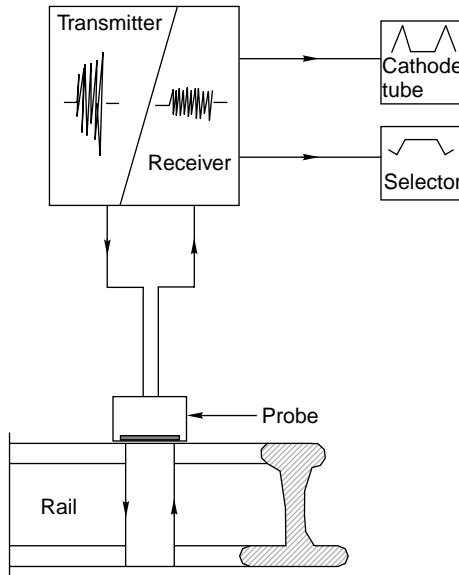 Transmitter
Receiver
Cathode
tube
Selector
Probe
Rail